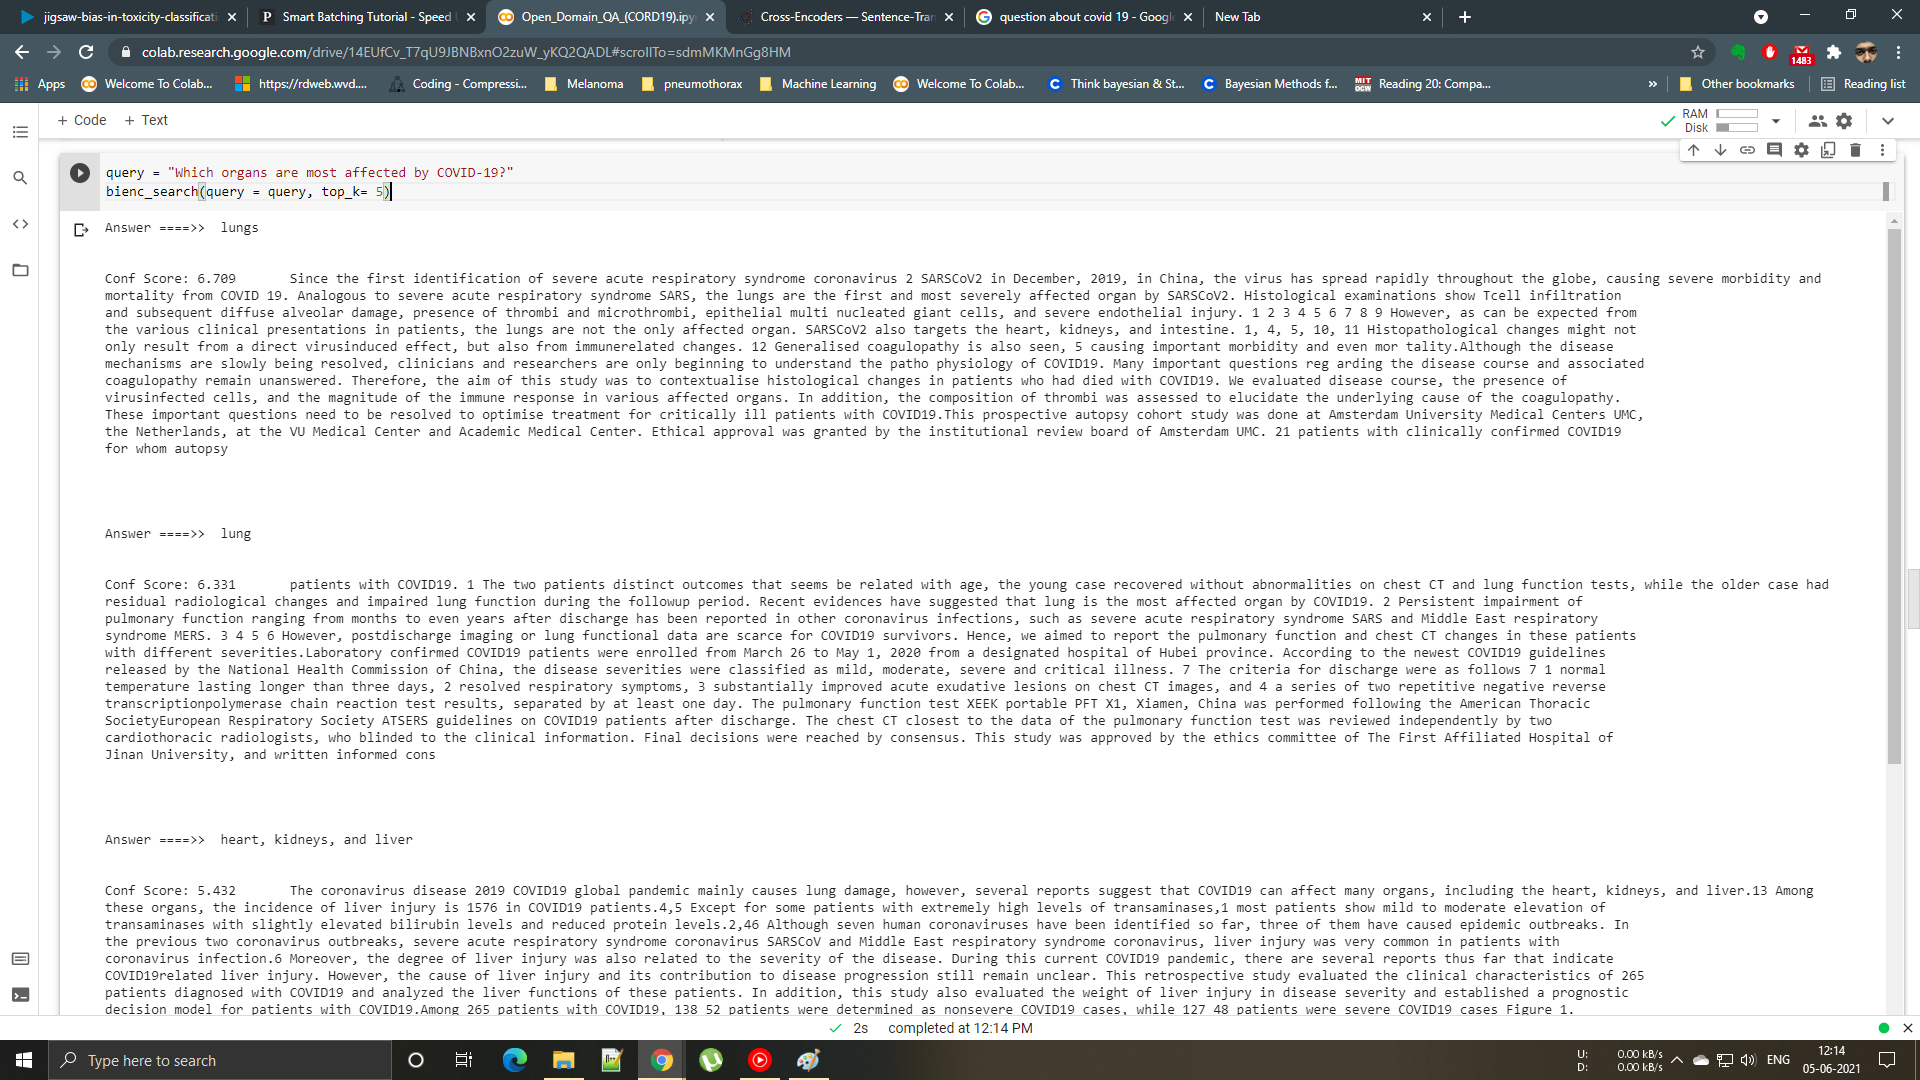 jigsaw-bias-in-toxicity-classificati
Smart Batching Tutorial - Speed
Open_Domain_QA_(CORD19).ipy
Cross-Encoders — Sentence-Tran
question about covid 19 - Google
New Tab
colab.research.google.com/drive/14EUfCv_T7qU9JBNBxnO2zuW_yKQ2QADL#scrollTo=sdmMKMnGg8HM
1483
Apps
Welcome To Colab...
https://rdweb.wvd....
Coding - Compressi...
Melanoma
pneumothorax
Machine Learning
Welcome To Colab...
Think bayesian & St...
Bayesian Methods f...
Reading 20: Compa...
»
Other bookmarks
Reading list
+ Code + Text
RAM
Disk
query = "Which organs are most affected by COVID-19?"
bienc_search(query = query, top_k= 5)
Answer ====>> lungs
Conf Score: 6.709 Since the first identification of severe acute respiratory syndrome coronavirus 2 SARSCoV2 in December, 2019, in China, the virus has spread rapidly throughout the globe, causing severe morbidity and
mortality from COVID 19. Analogous to severe acute respiratory syndrome SARS, the lungs are the first and most severely affected organ by SARSCoV2. Histological examinations show Tcell infiltration
and subsequent diffuse alveolar damage, presence of thrombi and microthrombi, epithelial multi nucleated giant cells, and severe endothelial injury. 1 2 3 4 5 6 7 8 9 However, as can be expected from
the various clinical presentations in patients, the lungs are not the only affected organ. SARSCoV2 also targets the heart, kidneys, and intestine. 1, 4, 5, 10, 11 Histopathological changes might not
only result from a direct virusinduced effect, but also from immunerelated changes. 12 Generalised coagulopathy is also seen, 5 causing important morbidity and even mor tality.Although the disease
mechanisms are slowly being resolved, clinicians and researchers are only beginning to understand the patho physiology of COVID19. Many important questions reg arding the disease course and associated
coagulopathy remain unanswered. Therefore, the aim of this study was to contextualise histological changes in patients who had died with COVID19. We evaluated disease course, the presence of
virusinfected cells, and the magnitude of the immune response in various affected organs. In addition, the composition of thrombi was assessed to elucidate the underlying cause of the coagulopathy.
These important questions need to be resolved to optimise treatment for critically ill patients with COVID19.This prospective autopsy cohort study was done at Amsterdam University Medical Centers UMC,
the Netherlands, at the VU Medical Center and Academic Medical Center. Ethical approval was granted by the institutional review board of Amsterdam UMC. 21 patients with clinically confirmed COVID19
for whom autopsy
Answer ====>> lung
Conf Score: 6.331 patients with COVID19. 1 The two patients distinct outcomes that seems be related with age, the young case recovered without abnormalities on chest CT and lung function tests, while the older case had
residual radiological changes and impaired lung function during the followup period. Recent evidences have suggested that lung is the most affected organ by COVID19. 2 Persistent impairment of
pulmonary function ranging from months to even years after discharge has been reported in other coronavirus infections, such as severe acute respiratory syndrome SARS and Middle East respiratory
syndrome MERS. 3 4 5 6 However, postdischarge imaging or lung functional data are scarce for COVID19 survivors. Hence, we aimed to report the pulmonary function and chest CT changes in these patients
with different severities.Laboratory confirmed COVID19 patients were enrolled from March 26 to May 1, 2020 from a designated hospital of Hubei province. According to the newest COVID19 guidelines
released by the National Health Commission of China, the disease severities were classified as mild, moderate, severe and critical illness. 7 The criteria for discharge were as follows 7 1 normal
temperature lasting longer than three days, 2 resolved respiratory symptoms, 3 substantially improved acute exudative lesions on chest CT images, and 4 a series of two repetitive negative reverse
transcriptionpolymerase chain reaction test results, separated by at least one day. The pulmonary function test XEEK portable PFT X1, Xiamen, China was performed following the American Thoracic
SocietyEuropean Respiratory Society ATSERS guidelines on COVID19 patients after discharge. The chest CT closest to the data of the pulmonary function test was reviewed independently by two
cardiothoracic radiologists, who blinded to the clinical information. Final decisions were reached by consensus. This study was approved by the ethics committee of The First Affiliated Hospital of
Jinan University, and written informed cons
Answer ====>> heart, kidneys, and liver
Conf Score: 5.432 The coronavirus disease 2019 COVID19 global pandemic mainly causes lung damage, however, several reports suggest that COVID19 can affect many organs, including the heart, kidneys, and liver.13 Among
these organs, the incidence of liver injury is 1576 in COVID19 patients.4,5 Except for some patients with extremely high levels of transaminases,1 most patients show mild to moderate elevation of
transaminases with slightly elevated bilirubin levels and reduced protein levels.2,46 Although seven human coronaviruses have been identified so far, three of them have caused epidemic outbreaks. In
the previous two coronavirus outbreaks, severe acute respiratory syndrome coronavirus SARSCoV and Middle East respiratory syndrome coronavirus, liver injury was very common in patients with
coronavirus infection.6 Moreover, the degree of liver injury was also related to the severity of the disease. During this current COVID19 pandemic, there are several reports thus far that indicate
COVID19related liver injury. However, the cause of liver injury and its contribution to disease progression still remain unclear. This retrospective study evaluated the clinical characteristics of 265
patients diagnosed with COVID19 and analyzed the liver functions of these patients. In addition, this study also evaluated the weight of liver injury in disease severity and established a prognostic
decision model for patients with COVID19.Among 265 patients with COVID19, 138 52 patients were determined as nonsevere COVID19 cases, while 127 48 patients were severe COVID19 cases Figure 1.
2s completed at 12:14 PM
Type here to search
U: 0.00 kB/s
D: 0.00 kB/s
ENG
12:14
05-06-2021